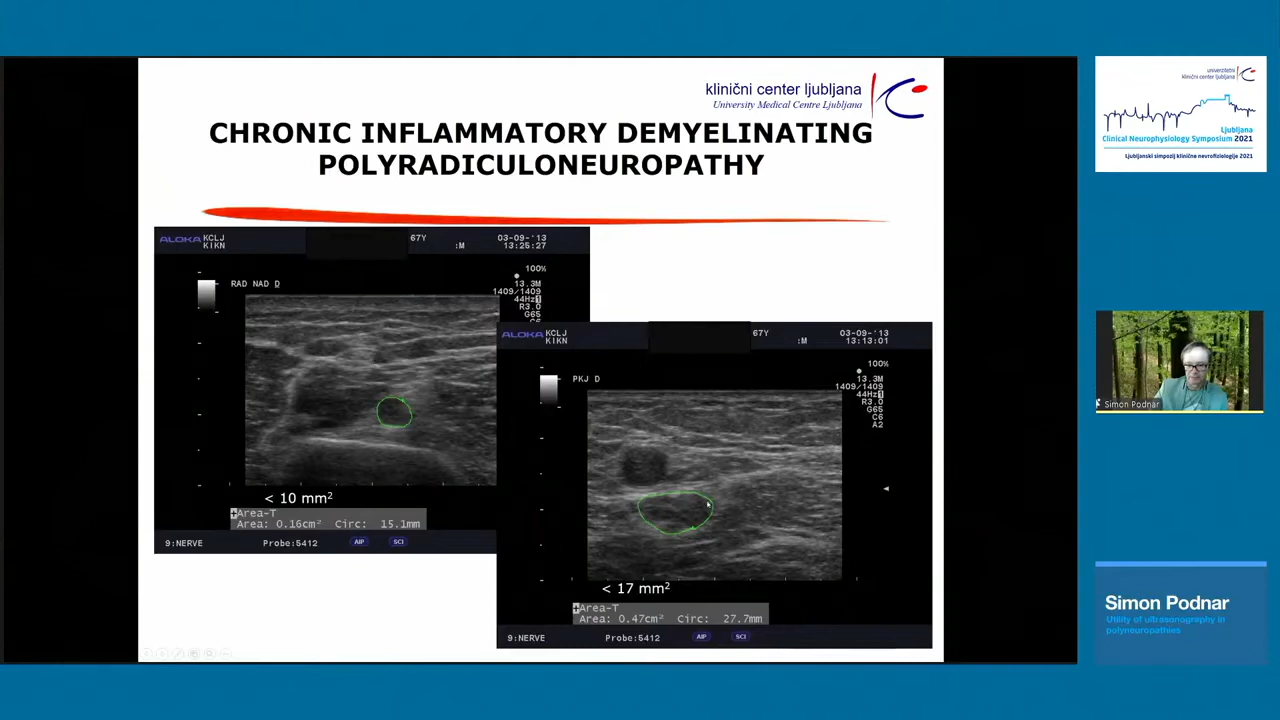 klinični center ljubljana
University Medical Centre Ljubljana
CHRONIC INFLAMMATORY DEMYELINATING
POLYRADICULONEUROPATHY
ALOKA KCLJ 67Y 03-09-'13
KIKN :M 13:25:27
100%
RAD NAD D
13.3M
1409/1409
44Hz
R3.0
G65
C6
< 10 mm²
Area-T
Area: 0.16cm² Circ: 15.1mm
9:NERVE Probe:5412 AIP SCI
ALOKA KCLJ 67Y 03-09-'13
KIKN :M 13:13:01
100%
PKJ D
13.3M
1409/1409
44Hz
R3.0
G65
C6
A2
< 17 mm²
Area-T
Area: 0.47cm² Circ: 27.7mm
9:NERVE Probe:5412 AIP SCI
univerzitetni
klinični center ljubljana
Ljubljana
Clinical Neurophysiology Symposium 2021
Ljubljanski simpozij klinične nevrofiziologije 2021
Simon Podnar
Simon Podnar
Utility of ultrasonography in
polyneuropathies